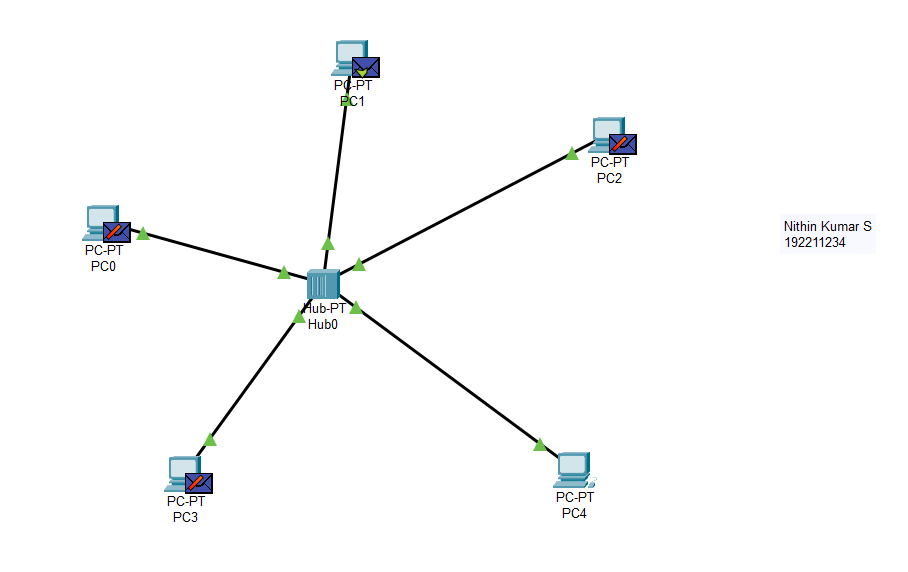 PC-PT
PC1
PC-PT
PC2
Nithin Kumar S
192211234
PC-PT
PC0
Hub-PT
Hub0
PC-PT
PC3
PC-PT
PC4